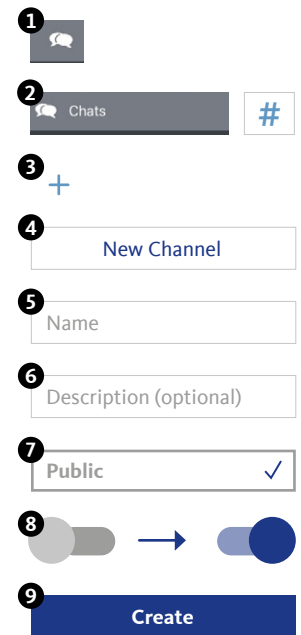 1
2
Chats #
3
+
4
New Channel
5
Name
6
Description (optional)
7
Public
8
9
Create